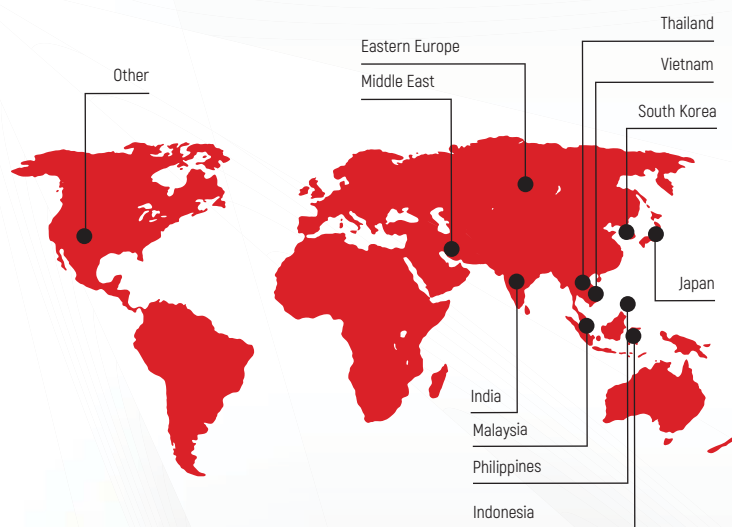 Thailand
Eastern Europe
Vietnam
Other
Middle East
South Korea
Japan
India
Malaysia
Philippines
Indonesia